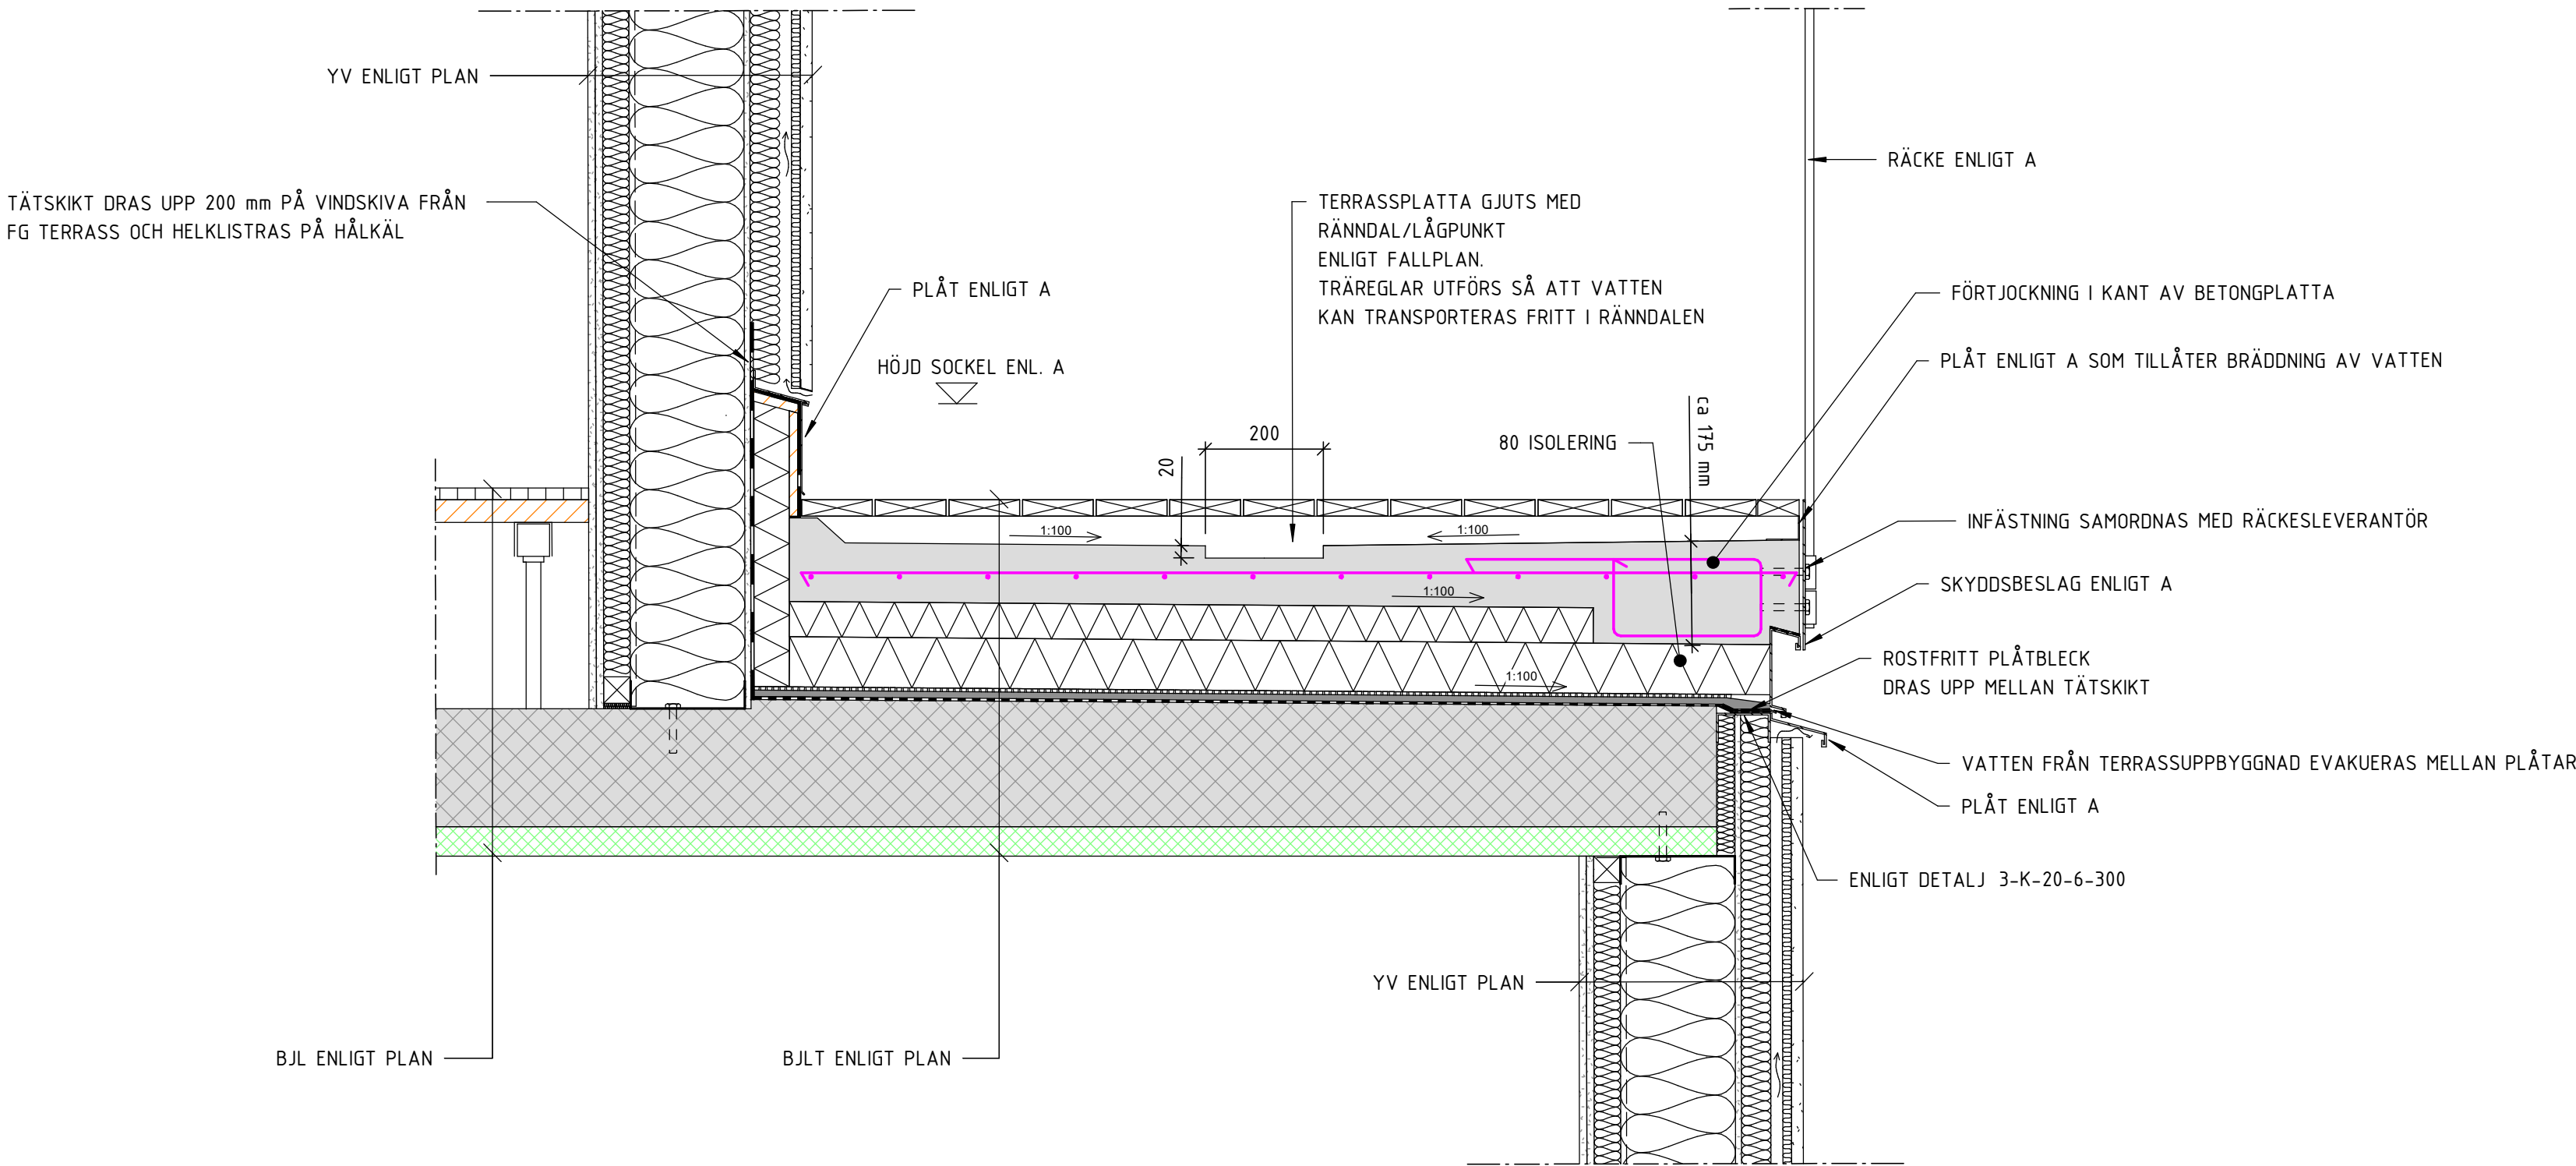 YV ENLIGT PLAN
RÄCKE ENLIGT A
TÄTSKIKT DRAS UPP 200 mm PÅ VINDSKIVA FRÅN
FG TERRASS OCH HELKLISTRAS PÅ HÅLKÄL
TERRASSPLATTA GJUTS MED
RÄNNDAL/LÅGPUNKT
ENLIGT FALLPLAN.
TRÄREGLAR UTFÖRS SÅ ATT VATTEN
KAN TRANSPORTERAS FRITT I RÄNNDALEN
PLÅT ENLIGT A
FÖRTJOCKNING I KANT AV BETONGPLATTA
HÖJD SOCKEL ENL. A
PLÅT ENLIGT A SOM TILLÅTER BRÄDDNING AV VATTEN
ca 175 mm
200
80 ISOLERING
20
1:100
1:100
INFÄSTNING SAMORDNAS MED RÄCKESLEVERANTÖR
SKYDDSBESLAG ENLIGT A
1:100
ROSTFRITT PLÅTBLECK
DRAS UPP MELLAN TÄTSKIKT
1:100
VATTEN FRÅN TERRASSUPPBYGGNAD EVAKUERAS MELLAN PLÅTAR
PLÅT ENLIGT A
ENLIGT DETALJ 3-K-20-6-300
YV ENLIGT PLAN
BJL ENLIGT PLAN
BJLT ENLIGT PLAN